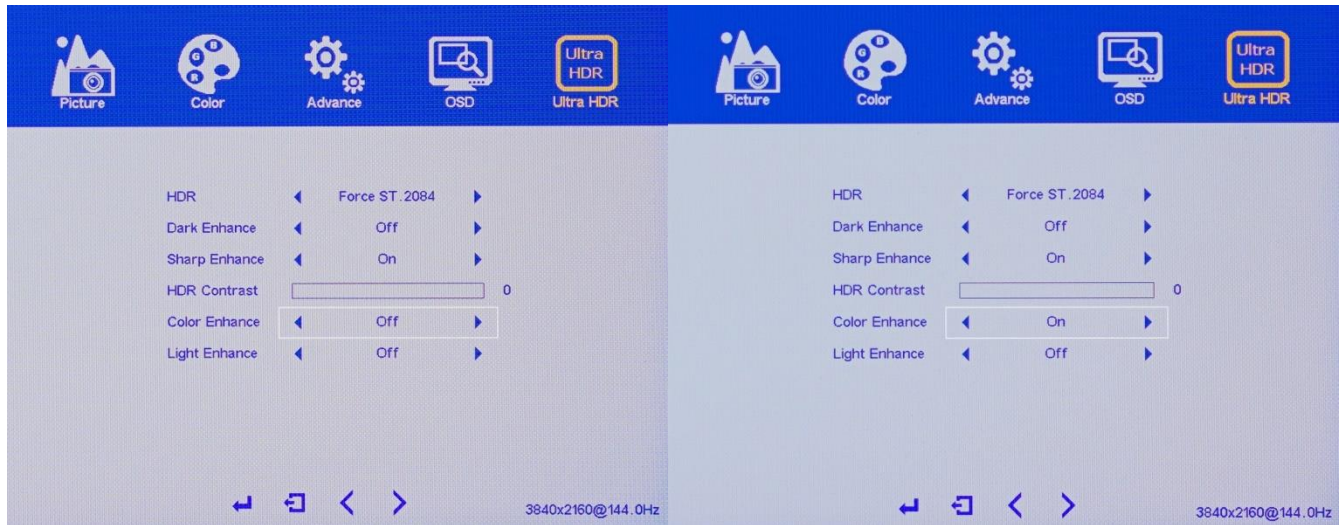 Ultra
HDR
Picture Color Advance OSD Ultra HDR
HDR Force ST.2084
Dark Enhance Off
Sharp Enhance On
HDR Contrast 0
Color Enhance Off
Light Enhance Off
3840x2160@144.0Hz
Ultra
HDR
Picture Color Advance OSD Ultra HDR
HDR Force ST.2084
Dark Enhance Off
Sharp Enhance On
HDR Contrast 0
Color Enhance On
Light Enhance Off
3840x2160@144.0Hz